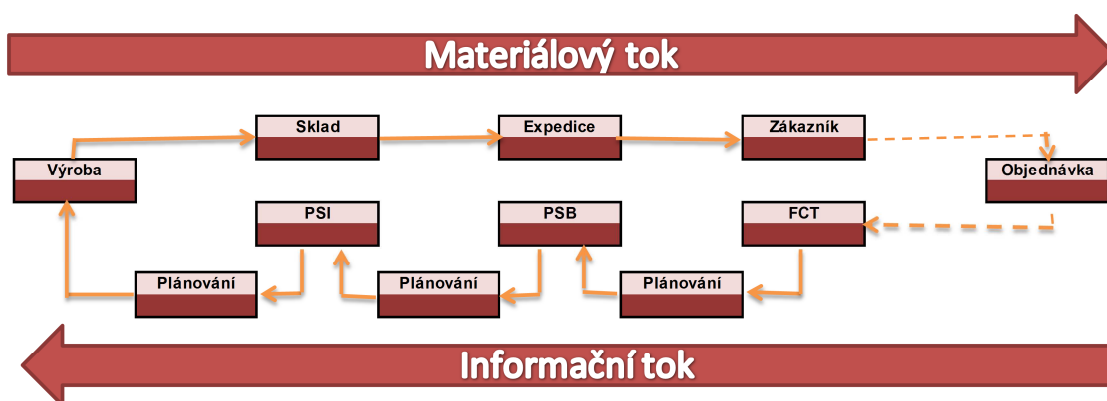 Materiálový tok
Sklad
Expedice
Zákazník
Výroba
Objednávka
PSI
PSB
FCT
Plánování
Plánování
Plánování
Informační tok